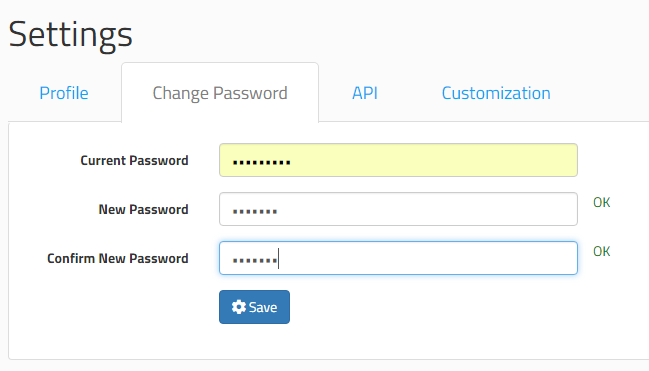 Settings
Profile Change Password API Customization
Current Password •••••••••
New Password ••••••• OK
Confirm New Password ••••••• OK
Save